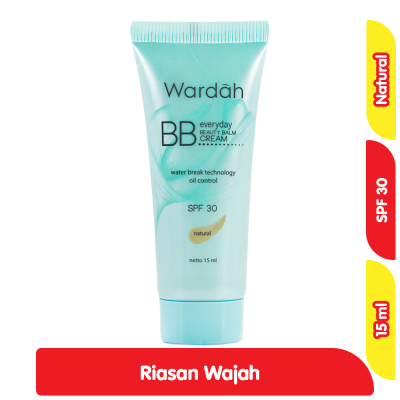 Wardah
BB everyday
BEAUTY BALM
CREAM
water break technology
oil control
SPF 30
natural
netto 15 ml
Natural
SPF 30
15 ml
Riasan Wajah